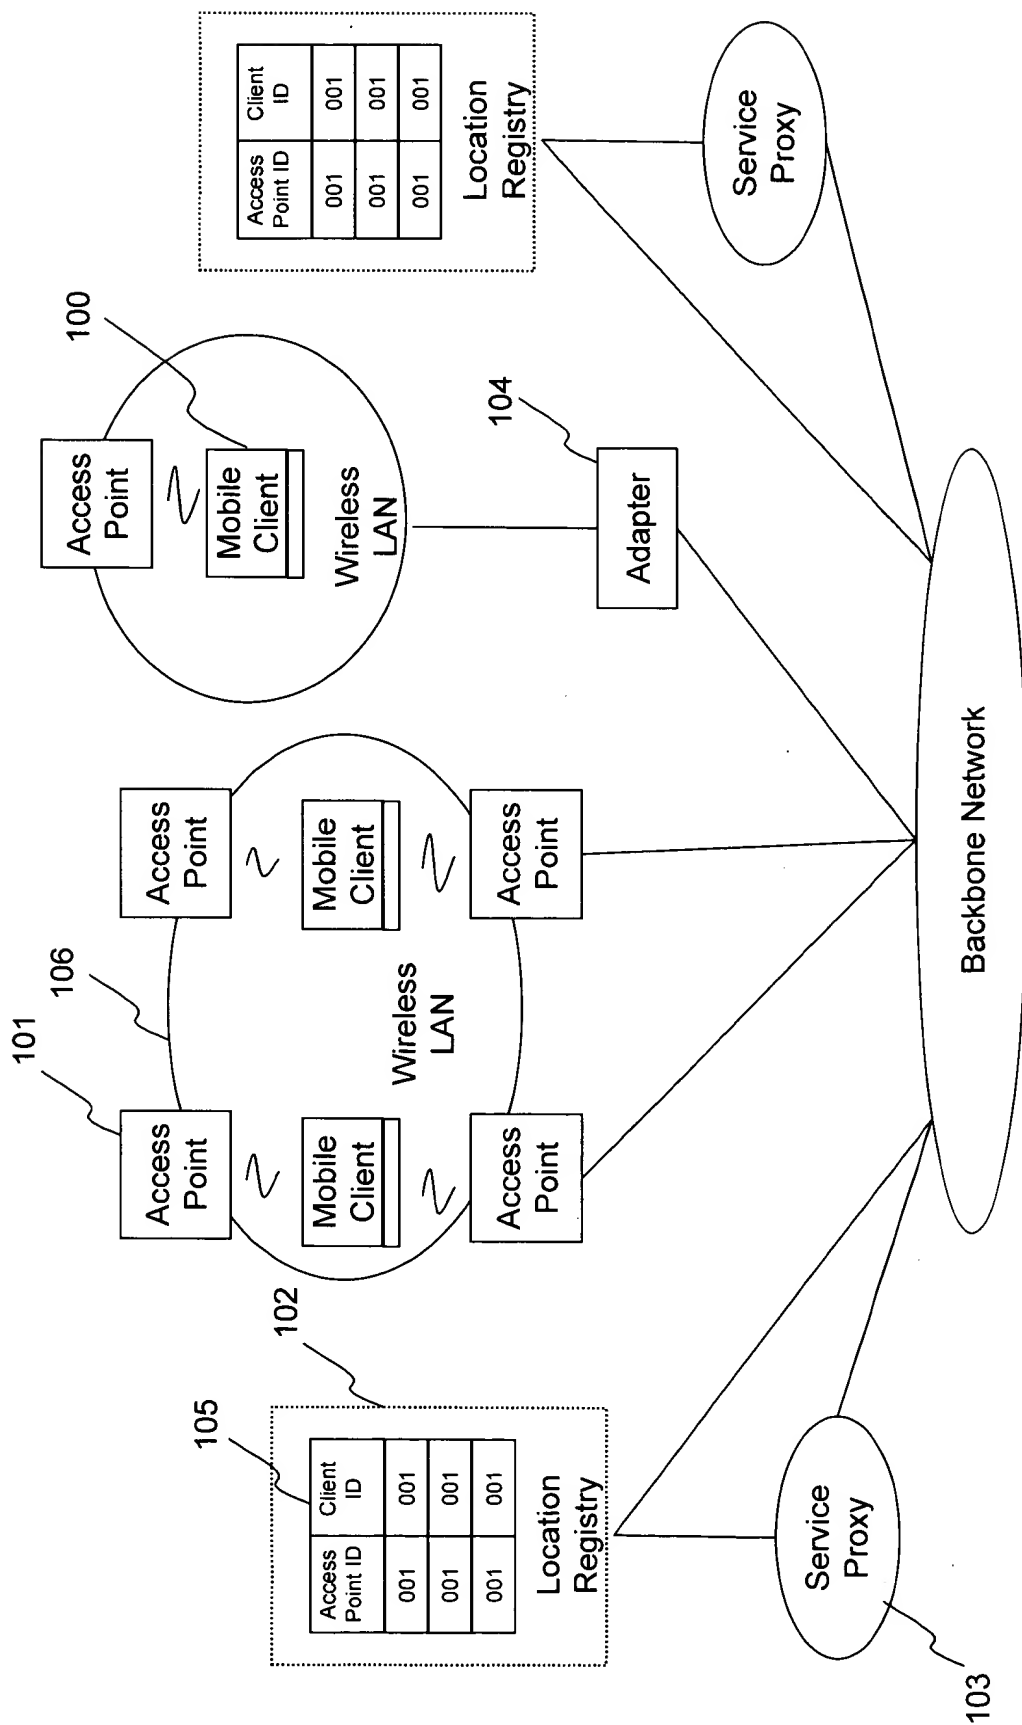 105
102
Access
Point ID
Client
ID
001
001
001
001
001
001
Location
Registry
Service
Proxy
103
101
106
Access
Point
Access
Point
Mobile
Client
Mobile
Client
Wireless
LAN
Access
Point
Access
Point
100
Access
Point
Mobile
Client
Wireless
LAN
104
Adapter
Access
Point ID
Client
ID
001
001
001
001
001
001
Location
Registry
Service
Proxy
Backbone Network